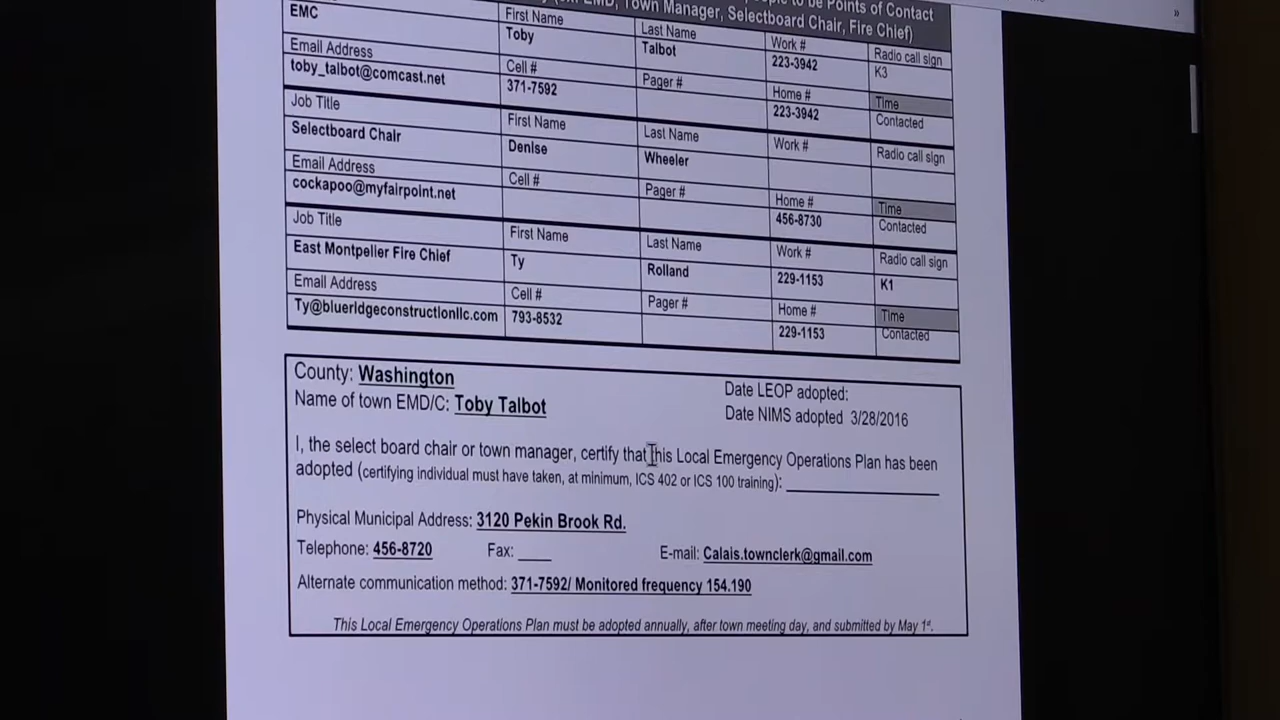 to be Points of Contact
Town Manager, Selectboard Chair, Fire Chief)
EMC First Name Last Name Work # Radio call sign
Toby Talbot 223-3942 K3
Email Address Cell # Pager # Home # Time
toby_talbot@comcast.net 371-7592 223-3942 Contacted
Job Title First Name Last Name Work # Radio call sign
Selectboard Chair Denise Wheeler
Email Address Cell # Pager # Home # Time
cockapoo@myfairpoint.net 456-8730 Contacted
Job Title First Name Last Name Work # Radio call sign
East Montpelier Fire Chief Ty Rolland 229-1153 K1
Email Address Cell # Pager # Home # Time
Ty@blueridgeconstructionllc.com 793-8532 229-1153 Contacted
County: Washington Date LEOP adopted:
Name of town EMD/C: Toby Talbot Date NIMS adopted 3/28/2016
I, the select board chair or town manager, certify that this Local Emergency Operations Plan has been
adopted (certifying individual must have taken, at minimum, ICS 402 or ICS 100 training):
Physical Municipal Address: 3120 Pekin Brook Rd.
Telephone: 456-8720 Fax: ____ E-mail: Calais.townclerk@gmail.com
Alternate communication method: 371-7592/ Monitored frequency 154.190
This Local Emergency Operations Plan must be adopted annually, after town meeting day, and submitted by May 1st.